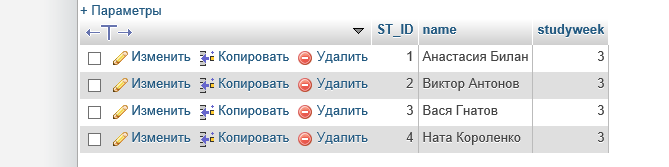 + Параметры
←T→ ST_ID name studyweek
Изменить Копировать Удалить 1 Анастасия Билан 3
Изменить Копировать Удалить 2 Виктор Антонов 3
Изменить Копировать Удалить 3 Вася Гнатов 3
Изменить Копировать Удалить 4 Ната Короленко 3